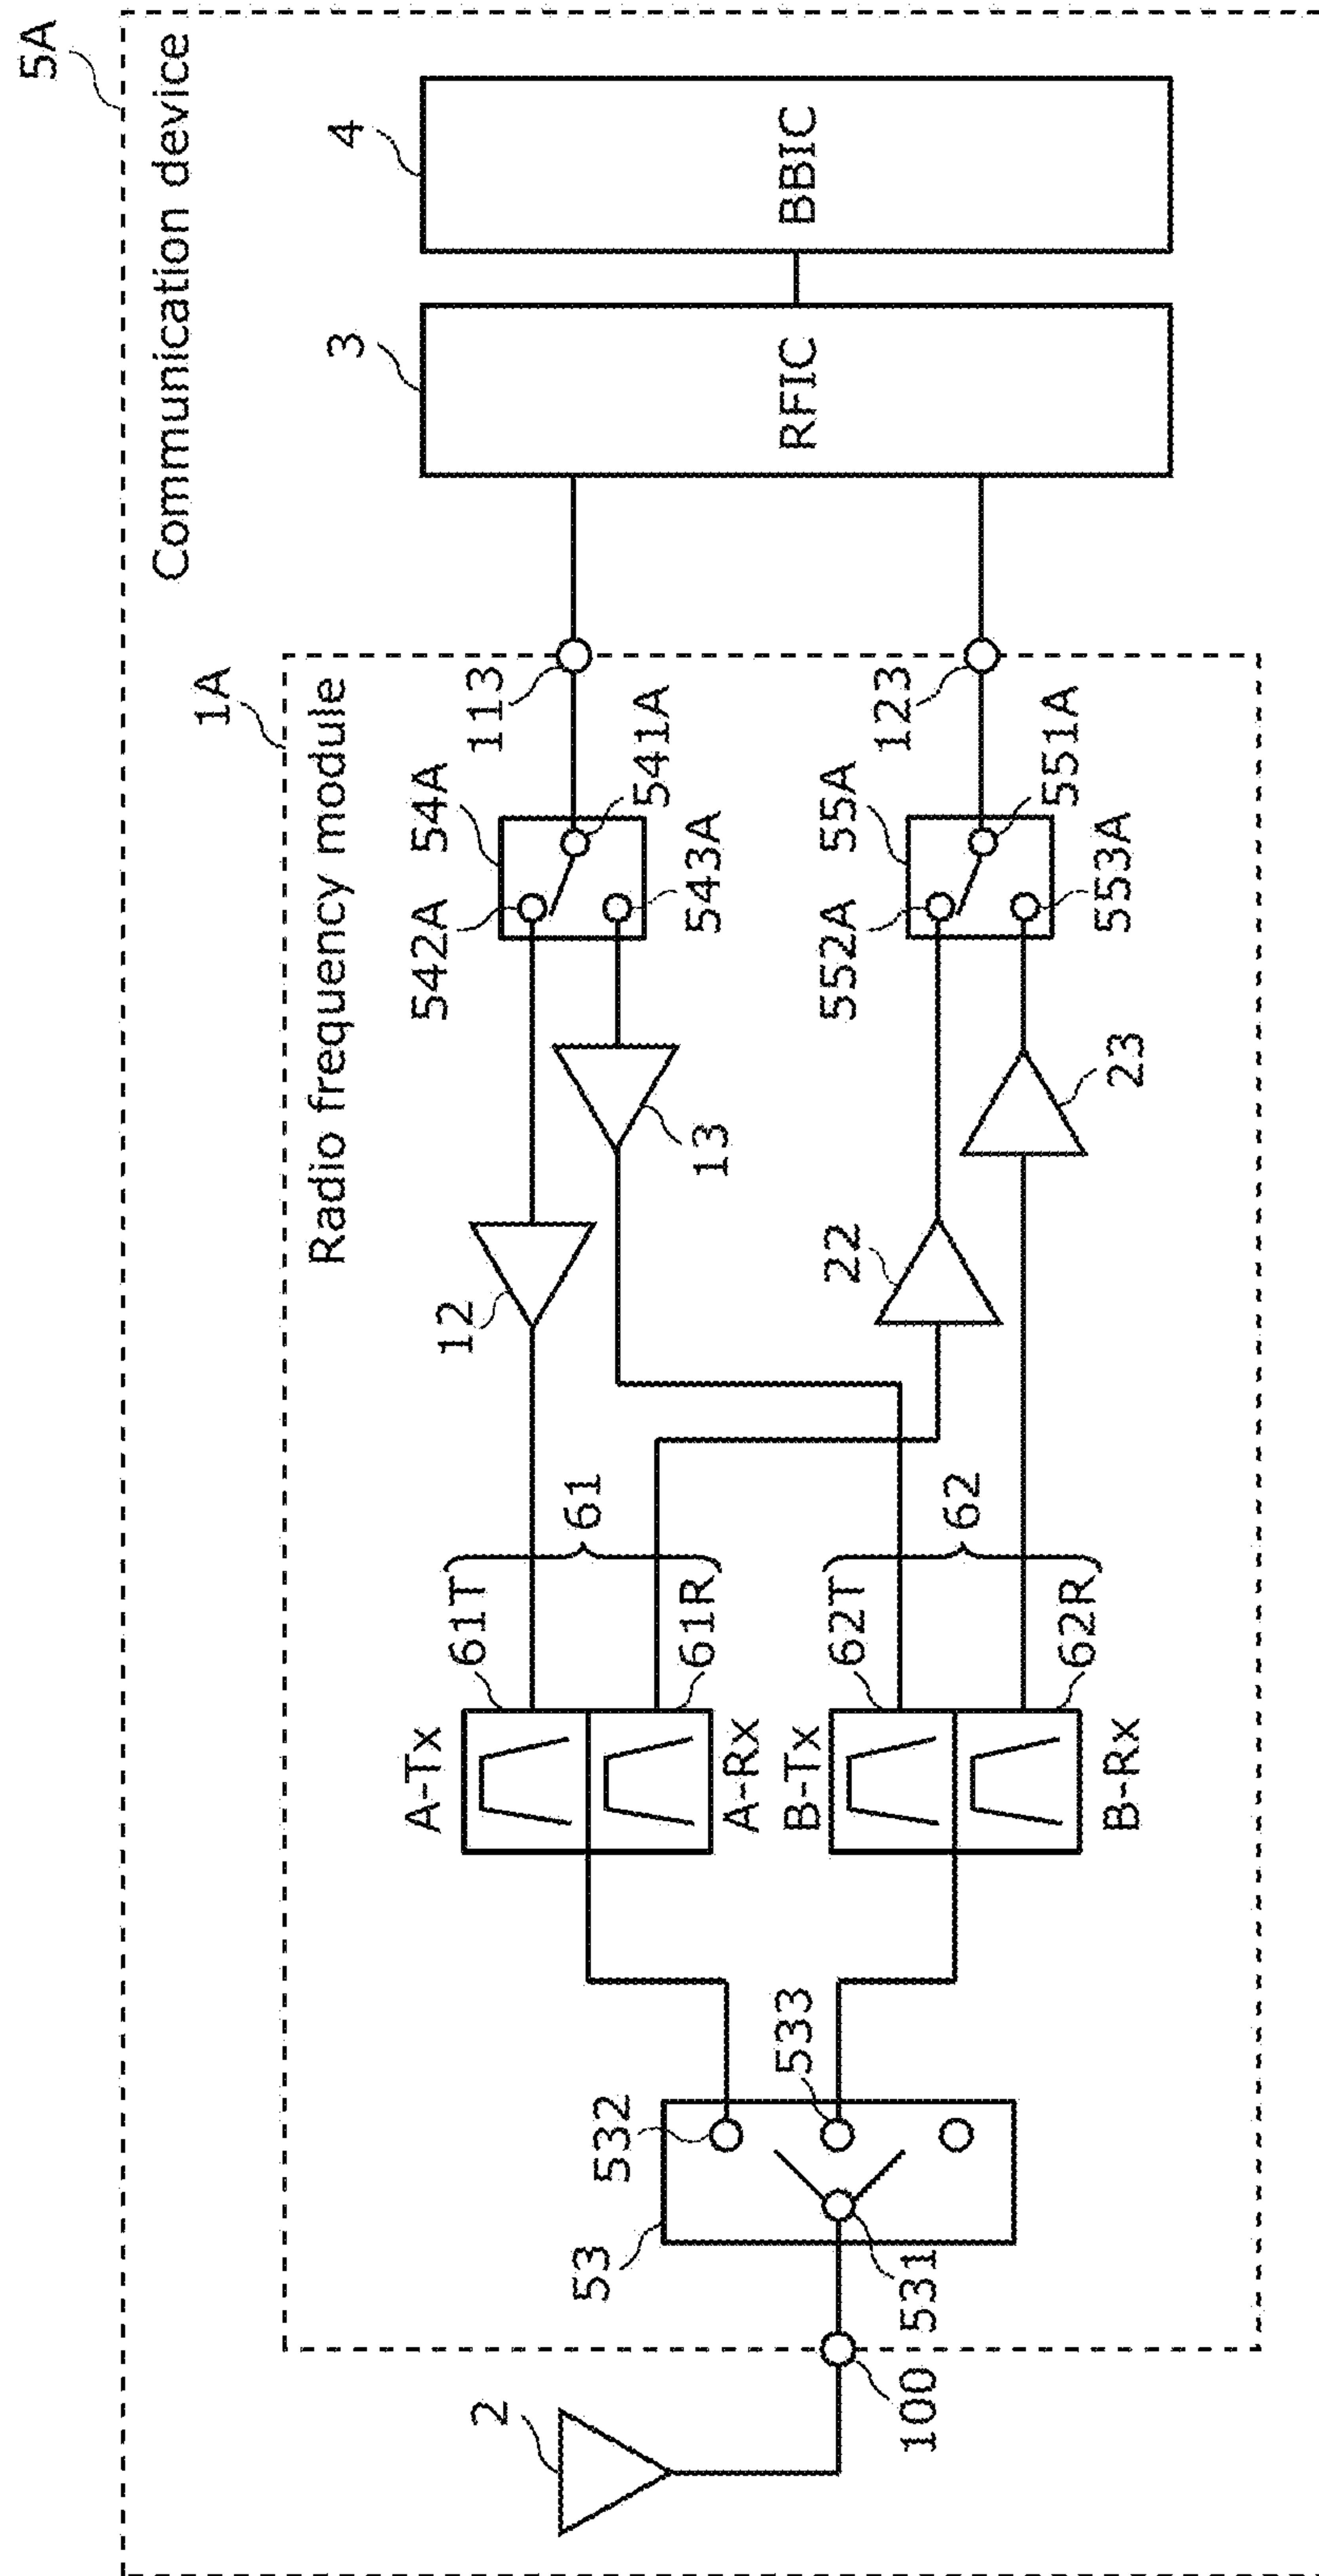 5A
Communication device
1A
Radio frequency module
4
BBIC
3
RFIC
113
123
54A
541A
542A
543A
55A
551A
552A
553A
12
13
22
23
61
61T
61R
62
62T
62R
A-Tx
A-Rx
B-Tx
B-Rx
53
532
533
531
100
2